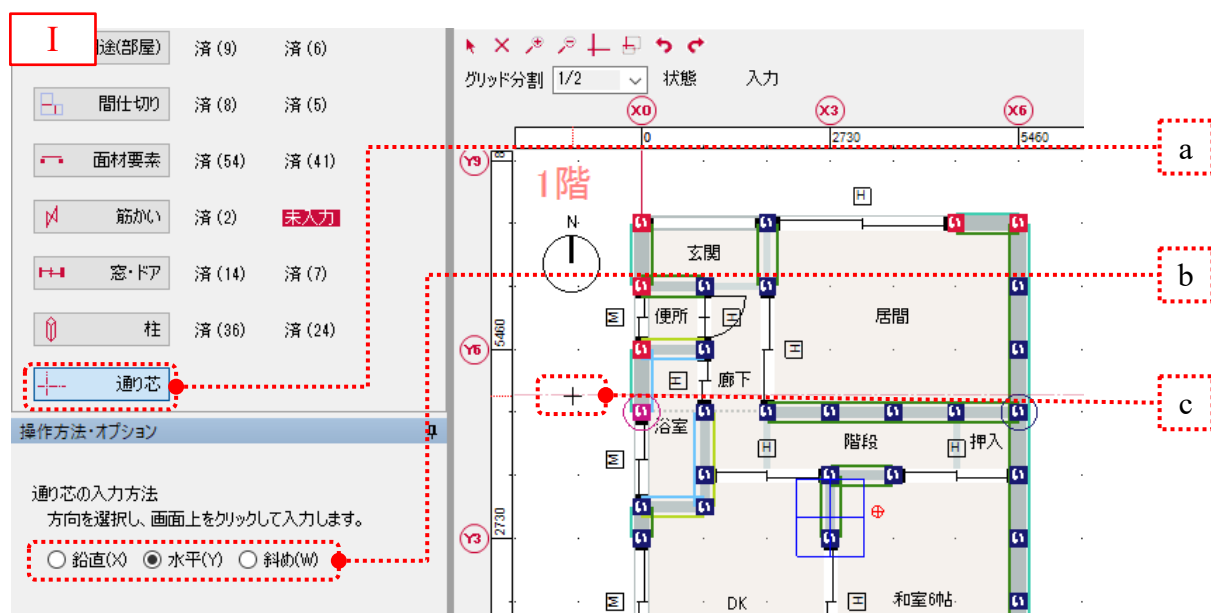 I
途(部屋) 済(9) 済(6)
間仕切り 済(8) 済(5)
面材要素 済(54) 済(41)
筋かい 済(2) 未入力
窓・ドア 済(14) 済(7)
柱 済(36) 済(24)
通り芯
操作方法・オプション
通り芯の入力方法
方向を選択し、画面上をクリックして入力します。
鉛直(X) 水平(Y) 斜め(W)
グリッド分割 1/2 状態 入力
X0 X3 X6
0 2730 5460
Y9 8
1階
H
N
玄関
M 便所 H 居間
Y6 5460
H
H 廊下
浴室
階段 押入
M H H
Y3 2730
M DK H 和室6帖
a
b
c